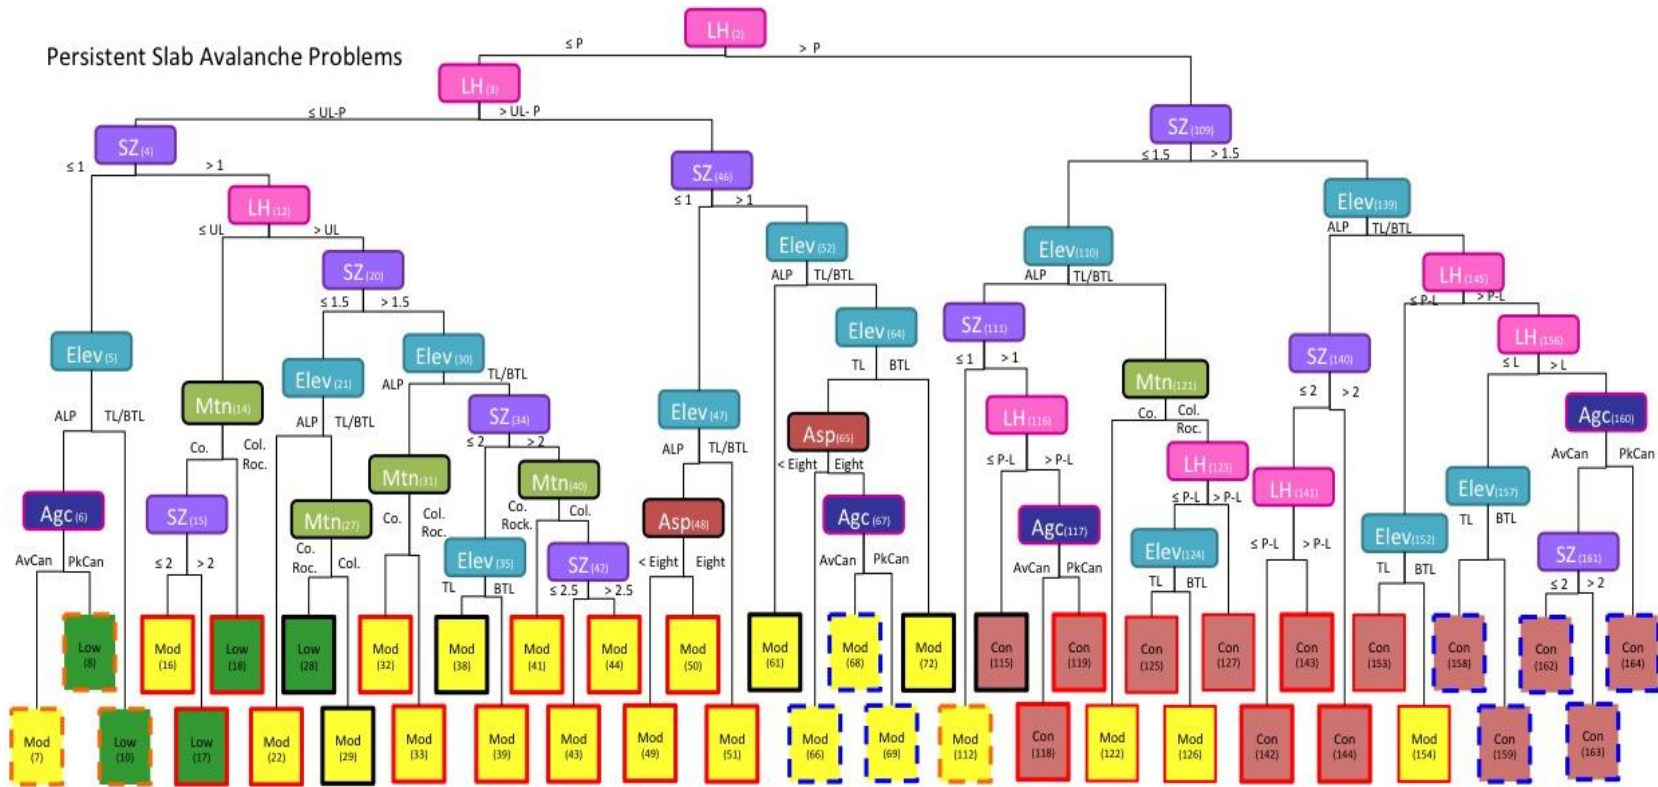 LH (2)
≤ P
> P
Persistent Slab Avalanche Problems
LH (3)
≤ UL-P
> UL- P
SZ (109)
SZ (4)
≤ 1.5
> 1.5
≤ 1
> 1
SZ (46)
≤ 1
> 1
LH (12)
Elev (139)
≤ UL
> UL
ALP
TL/BTL
Elev (52)
Elev (110)
SZ (20)
ALP
TL/BTL
ALP
TL/BTL
LH (145)
≤ P-L
> P-L
≤ 1.5
> 1.5
Elev (64)
SZ (111)
LH (156)
Elev (5)
Elev (30)
SZ (140)
TL
BTL
≤ 1
> 1
≤ L
> L
Elev (21)
ALP
TL/BTL
Mtn (121)
≤ 2
> 2
Mtn (14)
SZ (34)
Elev (47)
LH (116)
Co.
Col.
Roc.
Agc (160)
ALP
TL/BTL
ALP
TL/BTL
≤ 2
> 2
Asp (65)
Co.
Col.
Roc.
ALP
TL/BTL
< Eight
Eight
≤ P-L
> P-L
LH (123)
AvCan
PkCan
Mtn (31)
Mtn (40)
LH (141)
Elev (157)
≤ P-L
> P-L
Agc (6)
SZ (15)
Mtn (27)
Co.
Col.
Roc.
Co.
Rock.
Col.
Asp (48)
Agc (67)
Agc (117)
TL
BTL
AvCan
PkCan
Co.
Roc.
Col.
Elev (35)
SZ (42)
< Eight
Eight
AvCan
PkCan
AvCan
PkCan
Elev (124)
≤ P-L
> P-L
Elev (152)
SZ (161)
≤ 2
> 2
TL
BTL
≤ 2.5
> 2.5
TL
BTL
TL
BTL
≤ 2
> 2
Low (8)
Mod (16)
Low (18)
Low (28)
Mod (32)
Mod (38)
Mod (41)
Mod (44)
Mod (50)
Mod (61)
Mod (68)
Mod (72)
Con (115)
Con (119)
Con (125)
Con (127)
Con (143)
Con (153)
Con (158)
Con (162)
Con (164)
Mod (7)
Low (10)
Low (17)
Mod (22)
Mod (29)
Mod (33)
Mod (39)
Mod (43)
Mod (49)
Mod (51)
Mod (66)
Mod (69)
Mod (112)
Con (118)
Mod (122)
Mod (126)
Con (142)
Con (144)
Mod (154)
Con (159)
Con (163)